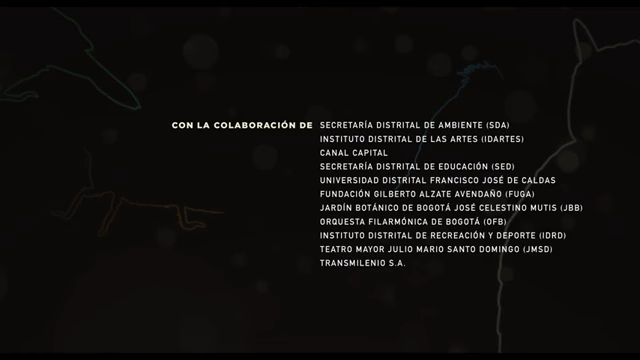 CON LA COLABORACIÓN DE SECRETARÍA DISTRITAL DE AMBIENTE (SDA)
INSTITUTO DISTRITAL DE LAS ARTES (IDARTES)
CANAL CAPITAL
SECRETARÍA DISTRITAL DE EDUCACIÓN (SED)
UNIVERSIDAD DISTRITAL FRANCISCO JOSÉ DE CALDAS
FUNDACIÓN GILBERTO ALZATE AVENDAÑO (FUGA)
JARDÍN BOTÁNICO DE BOGOTÁ JOSÉ CELESTINO MUTIS (JBB)
ORQUESTA FILARMÓNICA DE BOGOTÁ (OFB)
INSTITUTO DISTRITAL DE RECREACIÓN Y DEPORTE (IDRD)
TEATRO MAYOR JULIO MARIO SANTO DOMINGO (JMSD)
TRANSMILENIO S.A.